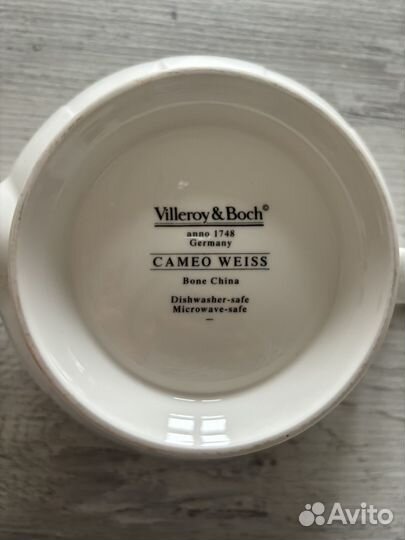 Villeroy & Boch©
anno 1748
Germany
CAMEO WEISS
Bone China
Dishwasher-safe
Microwave-safe
Avito